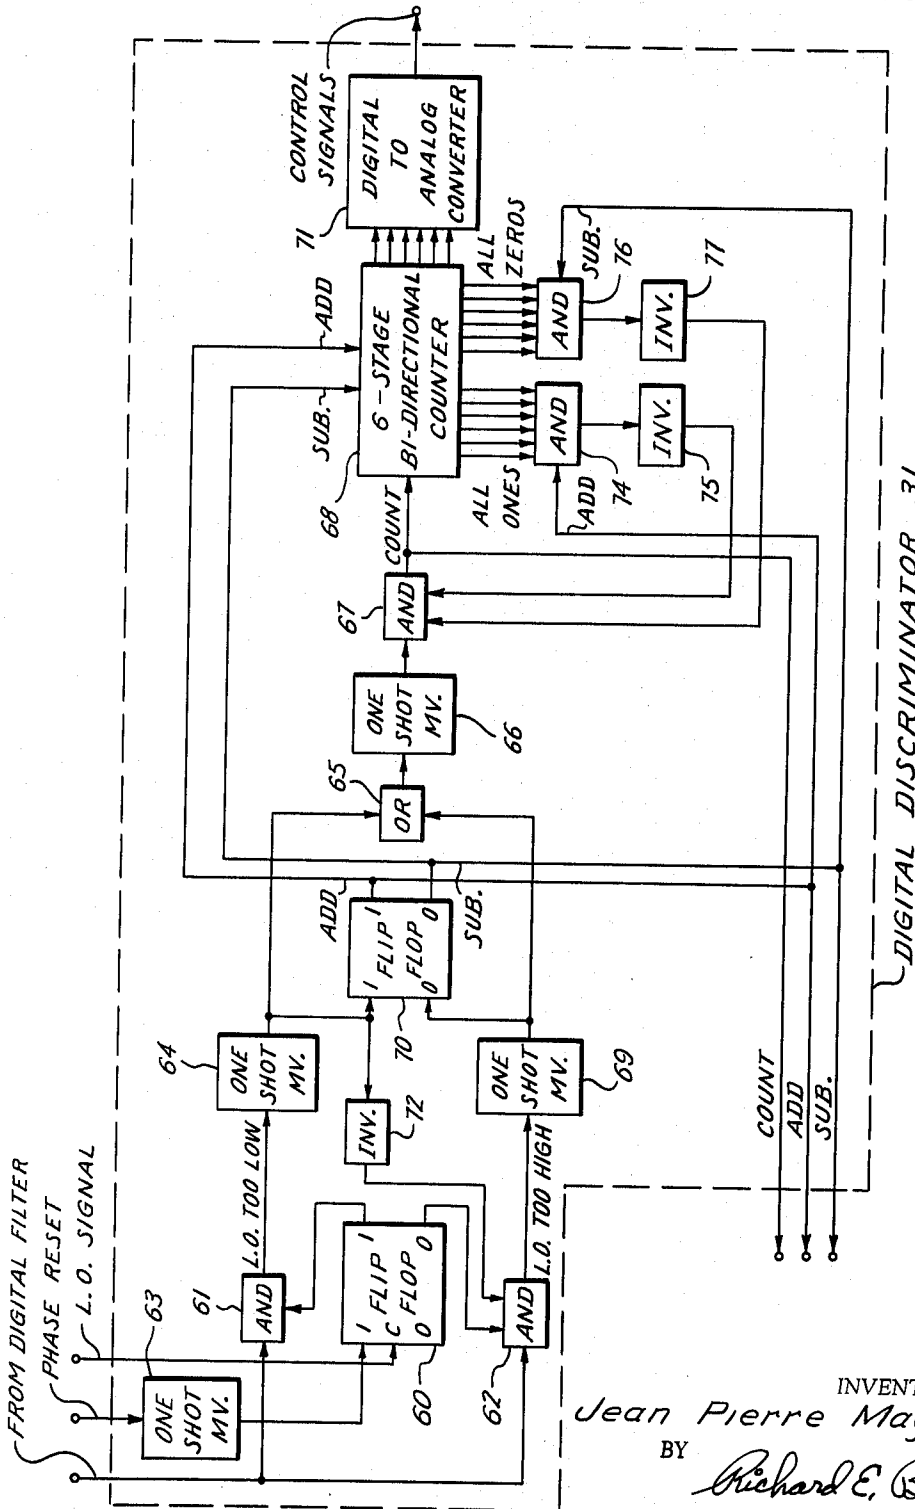 FROM DIGITAL FILTER
PHASE RESET
L.O. SIGNAL
63
ONE
SHOT
MV.
61
AND
L.O. TOO LOW
64
ONE
SHOT
MV.
1 FLIP 1
C FLOP
0 0
60
62
AND
L.O. TOO HIGH
INV.
72
ONE
SHOT
MV.
69
1 FLIP 1
FLOP
0 0
70
ADD
SUB.
65
OR
ONE
SHOT
MV.
66
67
AND
COUNT
SUB.
ADD
68
6-STAGE
BI-DIRECTIONAL
COUNTER
71
DIGITAL
TO
ANALOG
CONVERTER
CONTROL
SIGNALS
ALL
ONES
ALL
ZEROS
ADD
AND
74
INV.
75
SUB.
AND
76
INV.
77
COUNT
ADD
SUB.
DIGITAL DISCRIMINATOR
Jean Pierre
BY
Richard E.